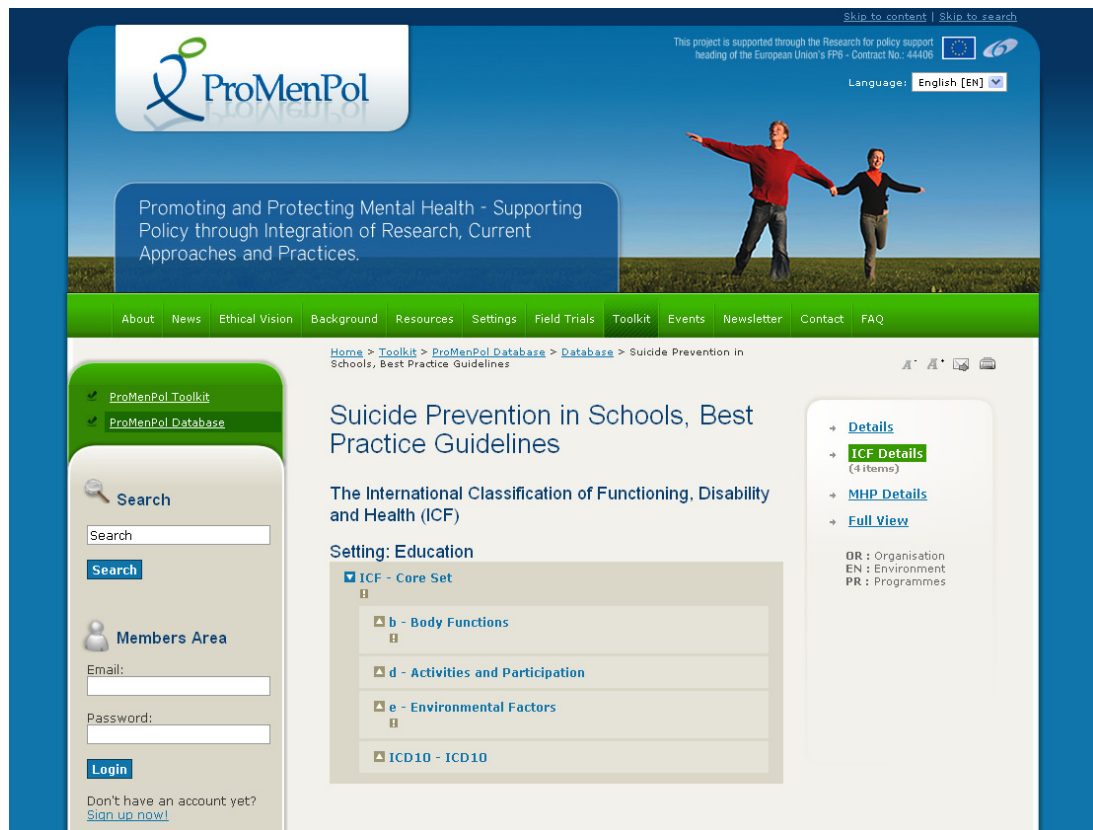 Skip to content | Skip to search
This project is supported through the Research for policy support
heading of the European Union's FP6 - Contract No.: 44406
Language: English [EN]
ProMenPol
Promoting and Protecting Mental Health - Supporting
Policy through Integration of Research, Current
Approaches and Practices.
About News Ethical Vision Background Resources Settings Field Trials Toolkit Events Newsletter Contact FAQ
Home > Toolkit > ProMenPol Database > Database > Suicide Prevention in
Schools, Best Practice Guidelines
A- A+
ProMenPol Toolkit
ProMenPol Database
Search
Search
Search
Members Area
Email:
Password:
Login
Don't have an account yet?
Sign up now!
Suicide Prevention in Schools, Best
Practice Guidelines
The International Classification of Functioning, Disability
and Health (ICF)
Setting: Education
ICF - Core Set
b - Body Functions
d - Activities and Participation
e - Environmental Factors
ICD10 - ICD10
Details
ICF Details
(4 items)
MHP Details
Full View
OR : Organisation
EN : Environment
PR : Programmes